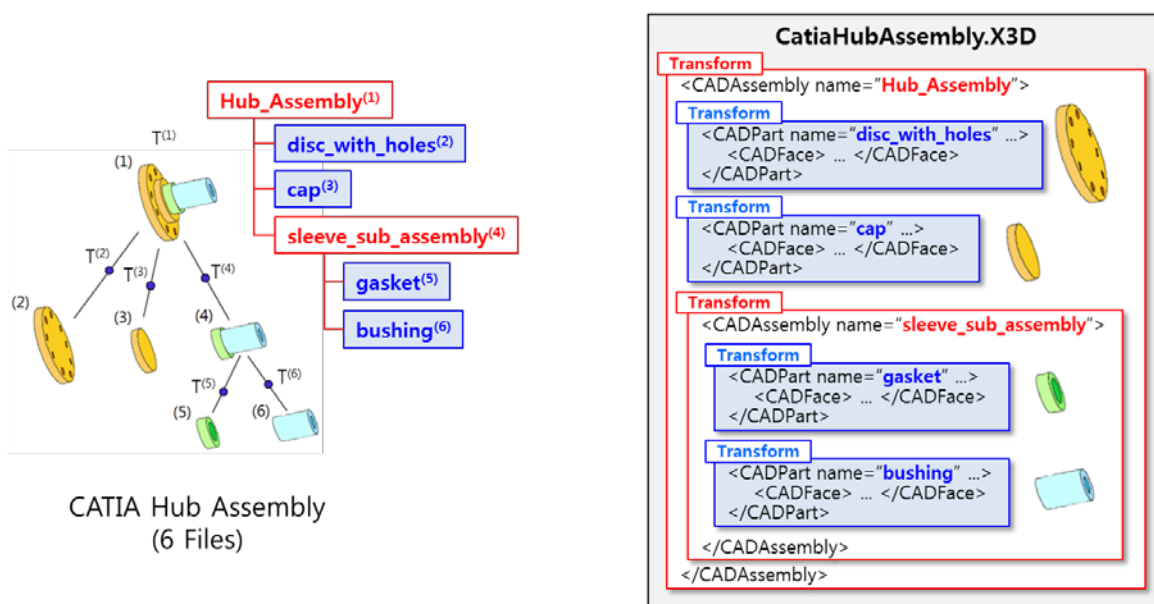 Hub_Assembly(1)
disc_with_holes(2)
cap(3)
sleeve_sub_assembly(4)
gasket(5)
bushing(6)
T(1)
(1)
T(2)
T(3)
T(4)
(2)
(3)
(4)
T(5)
T(6)
(5)
(6)
CATIA Hub Assembly
(6 Files)
CatiaHubAssembly.X3D
Transform
<CADAssembly name=“Hub_Assembly”>
Transform
<CADPart name=“disc_with_holes” ...>
<CADFace> ... </CADFace>
</CADPart>
Transform
<CADPart name=“cap” ...>
<CADFace> ... </CADFace>
</CADPart>
Transform
<CADAssembly name=“sleeve_sub_assembly”>
Transform
<CADPart name=“gasket” ...>
<CADFace> ... </CADFace>
</CADPart>
Transform
<CADPart name=“bushing” ...>
<CADFace> ... </CADFace>
</CADPart>
</CADAssembly>
</CADAssembly>